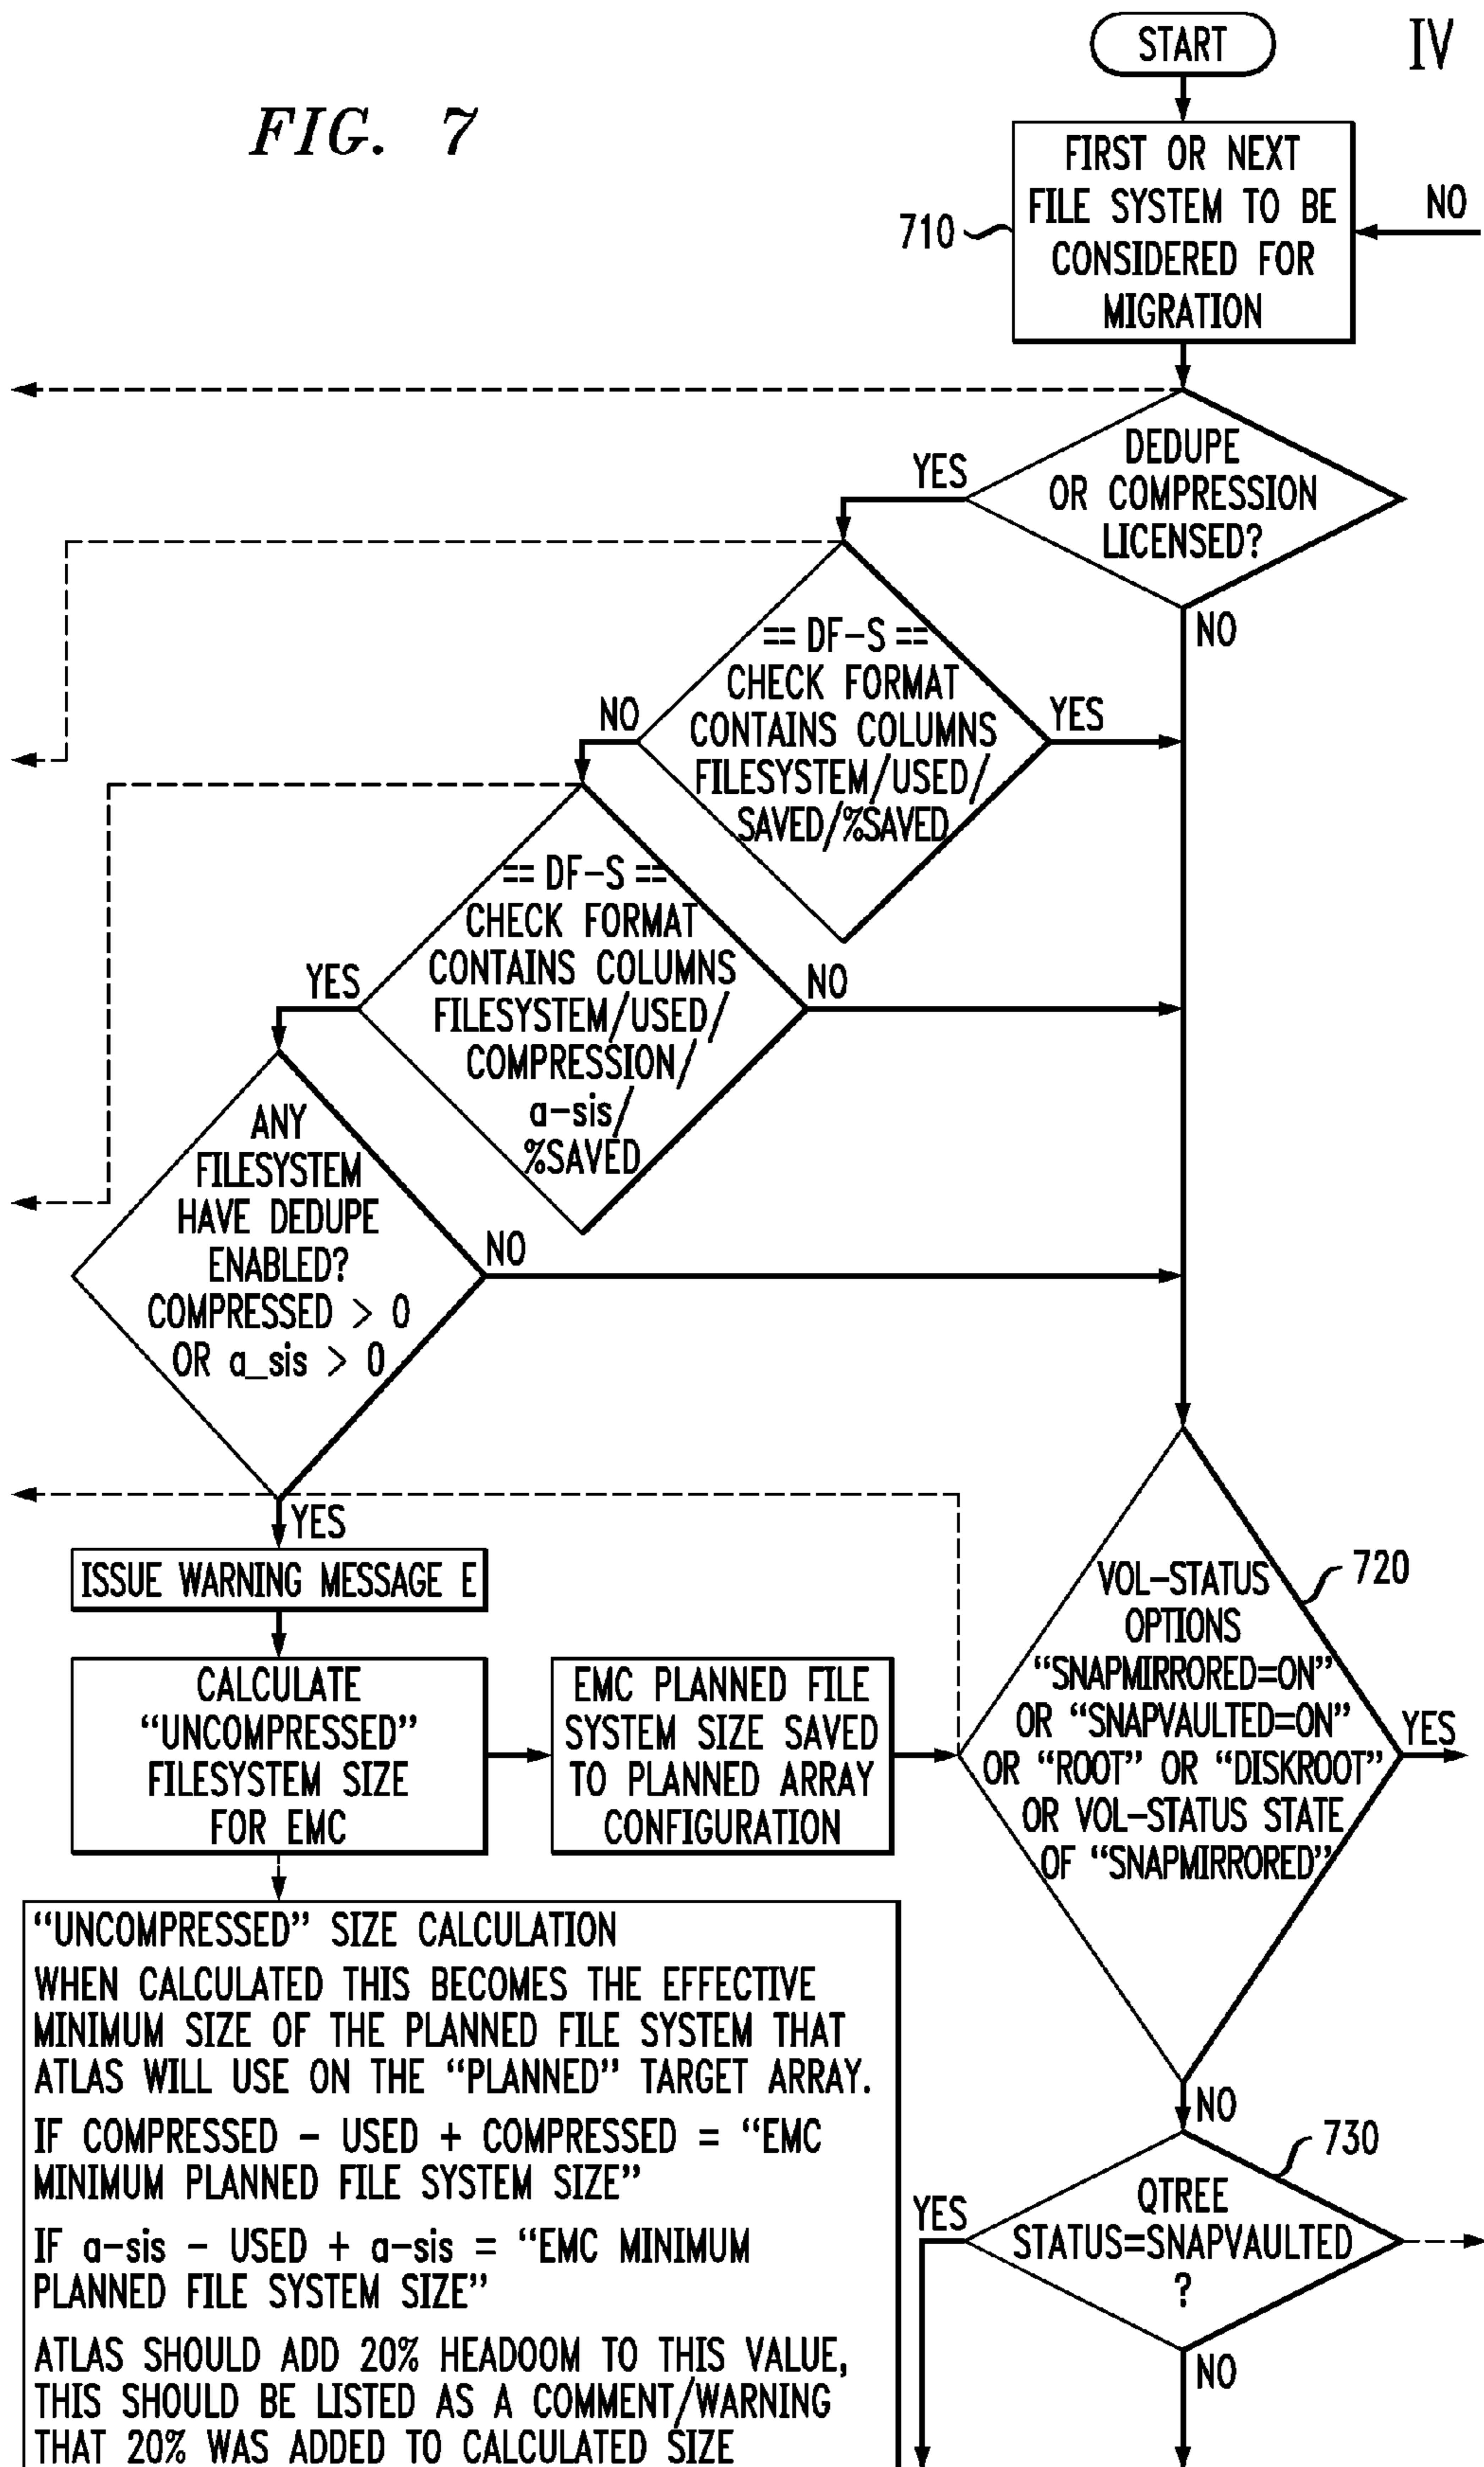 START
IV
FIG. 7
FIRST OR NEXT
FILE SYSTEM TO BE
CONSIDERED FOR
MIGRATION
710
NO
DEDUPE
OR COMPRESSION
LICENSED?
YES
NO
== DF-S ==
CHECK FORMAT
CONTAINS COLUMNS
FILESYSTEM/USED/
SAVED/%SAVED
NO
YES
== DF-S ==
CHECK FORMAT
CONTAINS COLUMNS
FILESYSTEM/USED/
COMPRESSION/
a-sis/
%SAVED
YES
NO
ANY
FILESYSTEM
HAVE DEDUPE
ENABLED?
COMPRESSED > 0
OR a_sis > 0
NO
YES
ISSUE WARNING MESSAGE E
CALCULATE
“UNCOMPRESSED”
FILESYSTEM SIZE
FOR EMC
EMC PLANNED FILE
SYSTEM SIZE SAVED
TO PLANNED ARRAY
CONFIGURATION
VOL-STATUS
OPTIONS
“SNAPMIRRORED=ON”
OR “SNAPVAULTED=ON”
OR “ROOT” OR “DISKROOT”
OR VOL-STATUS STATE
OF “SNAPMIRRORED”
720
YES
NO
“UNCOMPRESSED” SIZE CALCULATION
WHEN CALCULATED THIS BECOMES THE EFFECTIVE
MINIMUM SIZE OF THE PLANNED FILE SYSTEM THAT
ATLAS WILL USE ON THE “PLANNED” TARGET ARRAY.
IF COMPRESSED - USED + COMPRESSED = “EMC
MINIMUM PLANNED FILE SYSTEM SIZE”
IF a-sis - USED + a-sis = “EMC MINIMUM
PLANNED FILE SYSTEM SIZE”
ATLAS SHOULD ADD 20% HEADOOM TO THIS VALUE,
THIS SHOULD BE LISTED AS A COMMENT/WARNING
THAT 20% WAS ADDED TO CALCULATED SIZE
730
QTREE
STATUS=SNAPVAULTED
?
YES
NO